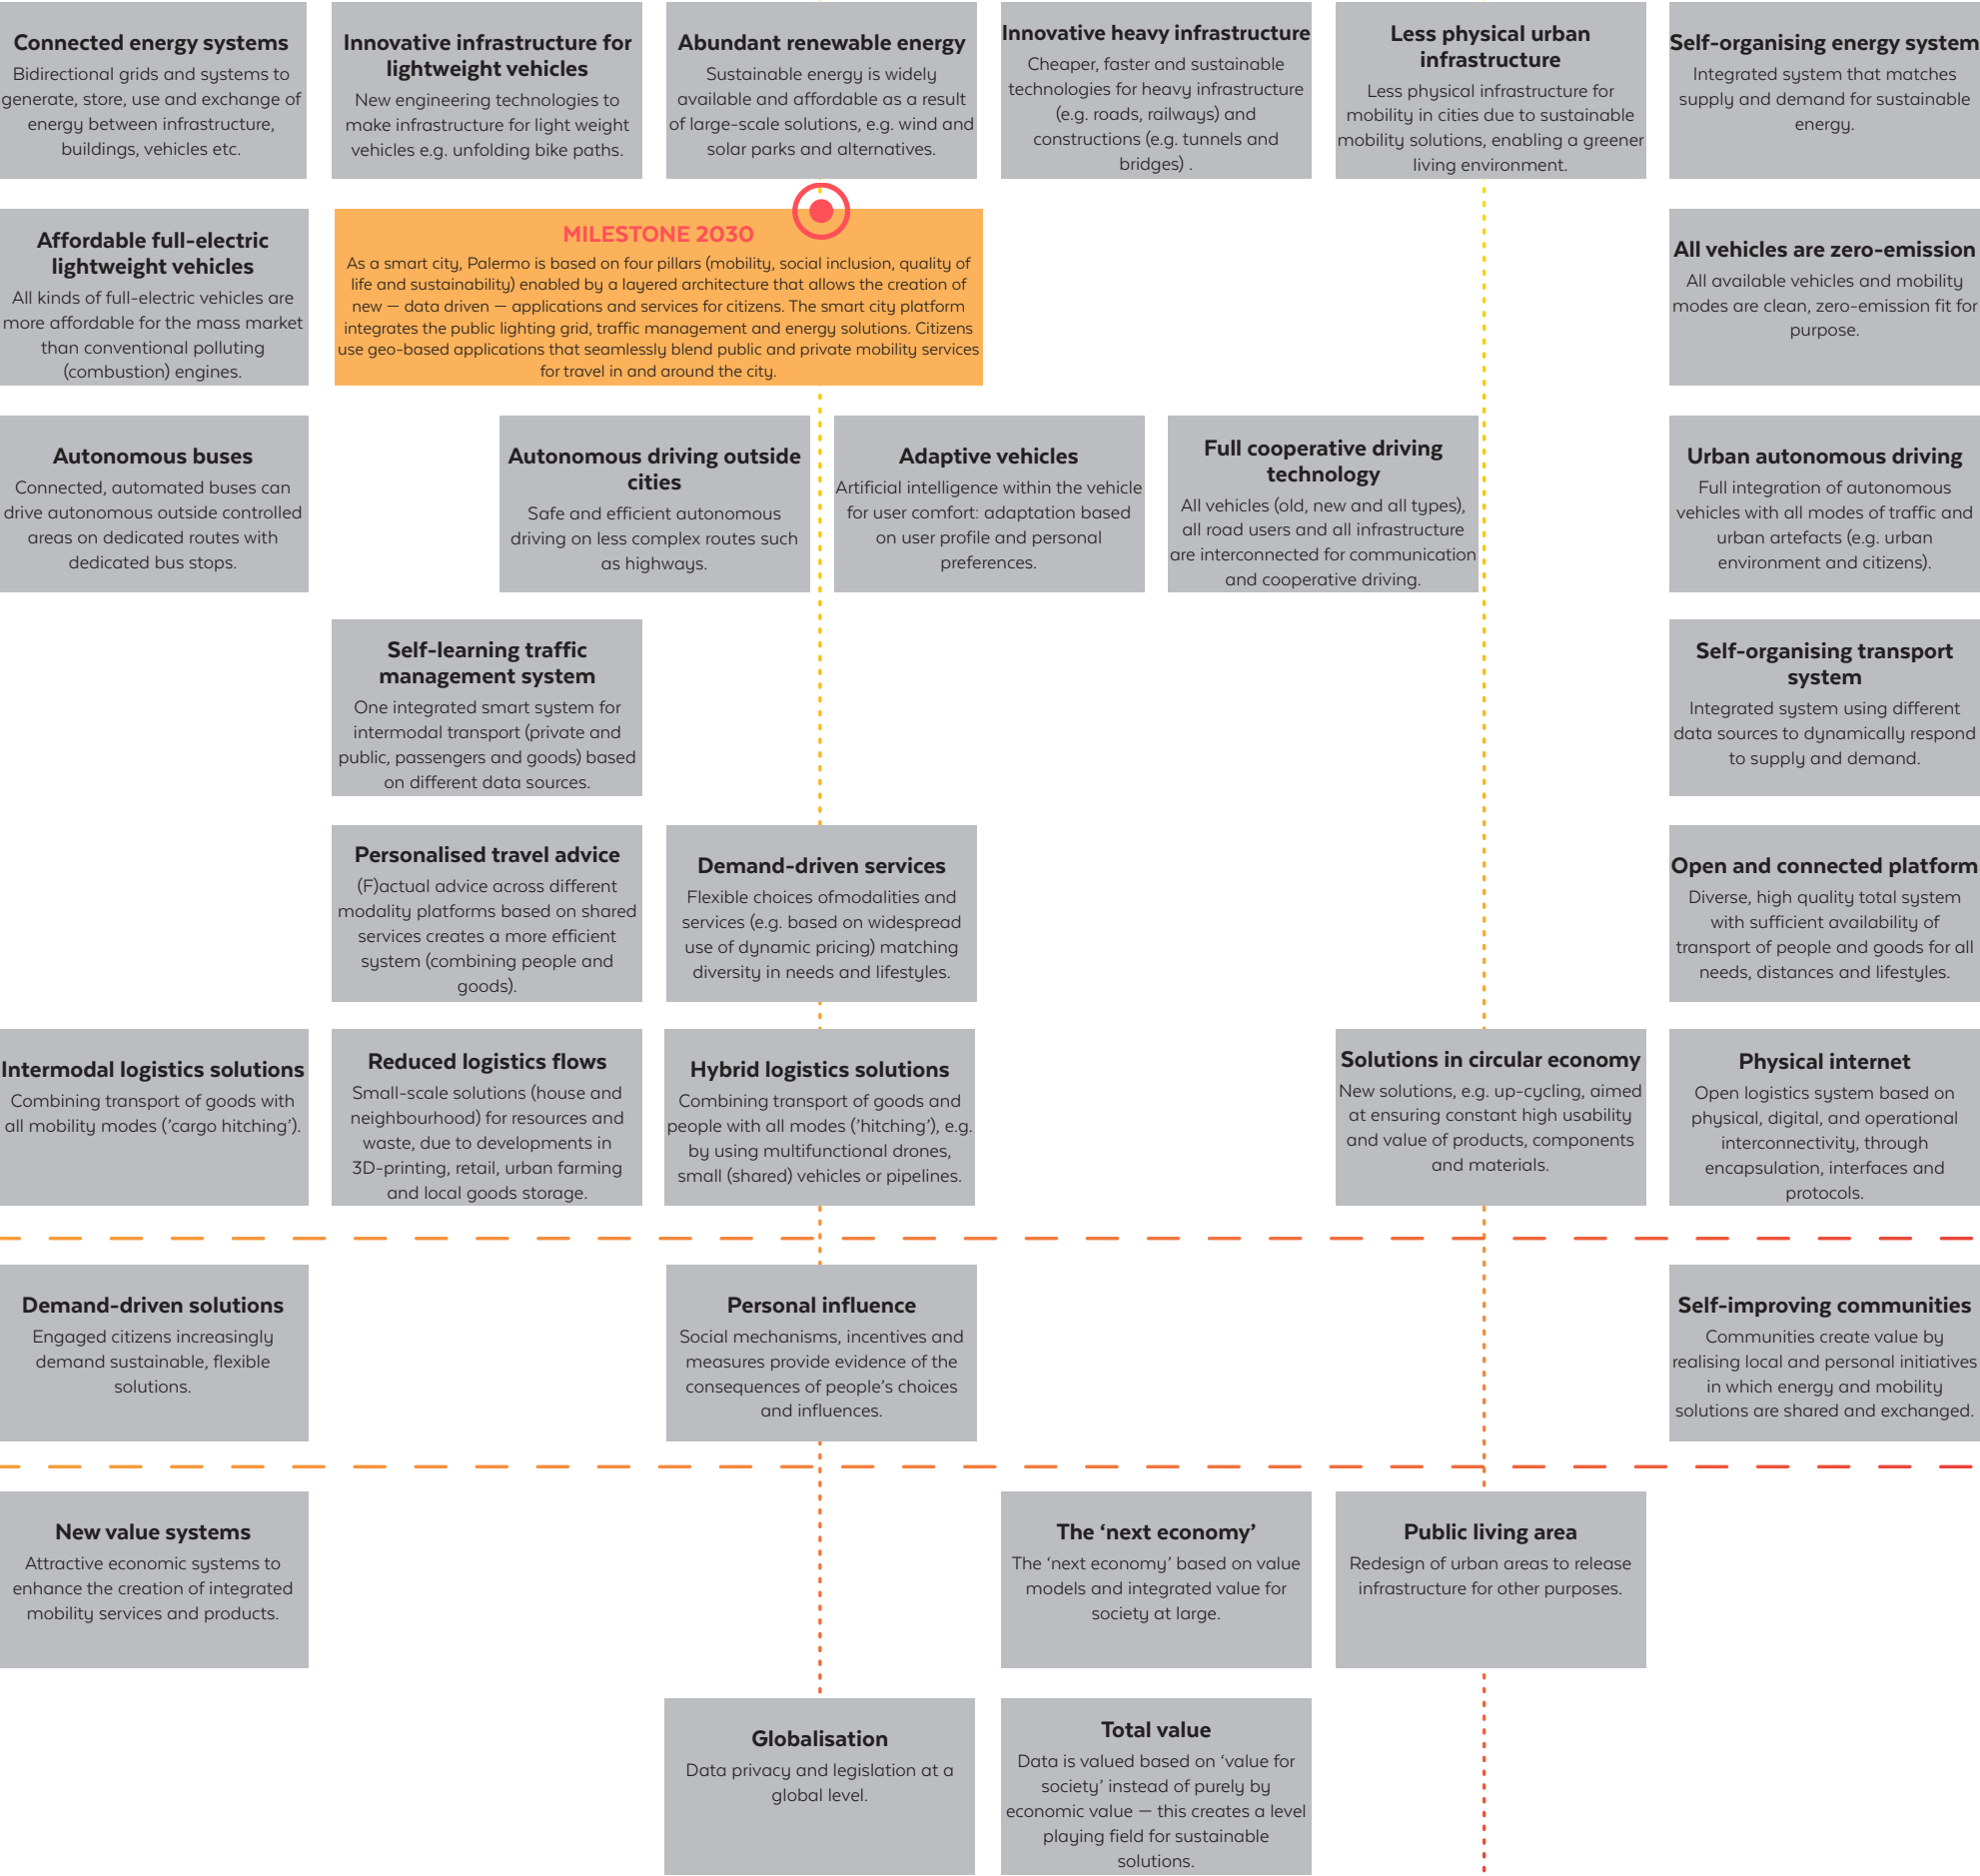 Connected energy systems
Bidirectional grids and systems to
generate, store, use and exchange of
energy between infrastructure,
buildings, vehicles etc.
Innovative infrastructure for
lightweight vehicles
New engineering technologies to
make infrastructure for light weight
vehicles e.g. unfolding bike paths.
Abundant renewable energy
Sustainable energy is widely
available and affordable as a result
of large-scale solutions, e.g. wind and
solar parks and alternatives.
Innovative heavy infrastructure
Cheaper, faster and sustainable
technologies for heavy infrastructure
(e.g. roads, railways) and
constructions (e.g. tunnels and
bridges) .
Less physical urban
infrastructure
Less physical infrastructure for
mobility in cities due to sustainable
mobility solutions, enabling a greener
living environment.
Self-organising energy system
Integrated system that matches
supply and demand for sustainable
energy.
Affordable full-electric
lightweight vehicles
All kinds of full-electric vehicles are
more affordable for the mass market
than conventional polluting
(combustion) engines.
MILESTONE 2030
As a smart city, Palermo is based on four pillars (mobility, social inclusion, quality of
life and sustainability) enabled by a layered architecture that allows the creation of
new — data driven — applications and services for citizens. The smart city platform
integrates the public lighting grid, traffic management and energy solutions. Citizens
use geo-based applications that seamlessly blend public and private mobility services
for travel in and around the city.
All vehicles are zero-emission
All available vehicles and mobility
modes are clean, zero-emission fit for
purpose.
Autonomous buses
Connected, automated buses can
drive autonomous outside controlled
areas on dedicated routes with
dedicated bus stops.
Autonomous driving outside
cities
Safe and efficient autonomous
driving on less complex routes such
as highways.
Adaptive vehicles
Artificial intelligence within the vehicle
for user comfort: adaptation based
on user profile and personal
preferences.
Full cooperative driving
technology
All vehicles (old, new and all types),
all road users and all infrastructure
are interconnected for communication
and cooperative driving.
Urban autonomous driving
Full integration of autonomous
vehicles with all modes of traffic and
urban artefacts (e.g. urban
environment and citizens).
Self-learning traffic
management system
One integrated smart system for
intermodal transport (private and
public, passengers and goods) based
on different data sources.
Self-organising transport
system
Integrated system using different
data sources to dynamically respond
to supply and demand.
Personalised travel advice
(F)actual advice across different
modality platforms based on shared
services creates a more efficient
system (combining people and
goods).
Demand-driven services
Flexible choices ofmodalities and
services (e.g. based on widespread
use of dynamic pricing) matching
diversity in needs and lifestyles.
Open and connected platform
Diverse, high quality total system
with sufficient availability of
transport of people and goods for all
needs, distances and lifestyles.
Intermodal logistics solutions
Combining transport of goods with
all mobility modes (’cargo hitching’).
Reduced logistics flows
Small-scale solutions (house and
neighbourhood) for resources and
waste, due to developments in
3D-printing, retail, urban farming
and local goods storage.
Hybrid logistics solutions
Combining transport of goods and
people with all modes (’hitching’), e.g.
by using multifunctional drones,
small (shared) vehicles or pipelines.
Solutions in circular economy
New solutions, e.g. up-cycling, aimed
at ensuring constant high usability
and value of products, components
and materials.
Physical internet
Open logistics system based on
physical, digital, and operational
interconnectivity, through
encapsulation, interfaces and
protocols.
Demand-driven solutions
Engaged citizens increasingly
demand sustainable, flexible
solutions.
Personal influence
Social mechanisms, incentives and
measures provide evidence of the
consequences of people’s choices
and influences.
Self-improving communities
Communities create value by
realising local and personal initiatives
in which energy and mobility
solutions are shared and exchanged.
New value systems
Attractive economic systems to
enhance the creation of integrated
mobility services and products.
The ‘next economy’
The ‘next economy’ based on value
models and integrated value for
society at large.
Public living area
Redesign of urban areas to release
infrastructure for other purposes.
Globalisation
Data privacy and legislation at a
global level.
Total value
Data is valued based on ‘value for
society’ instead of purely by
economic value — this creates a level
playing field for sustainable
solutions.